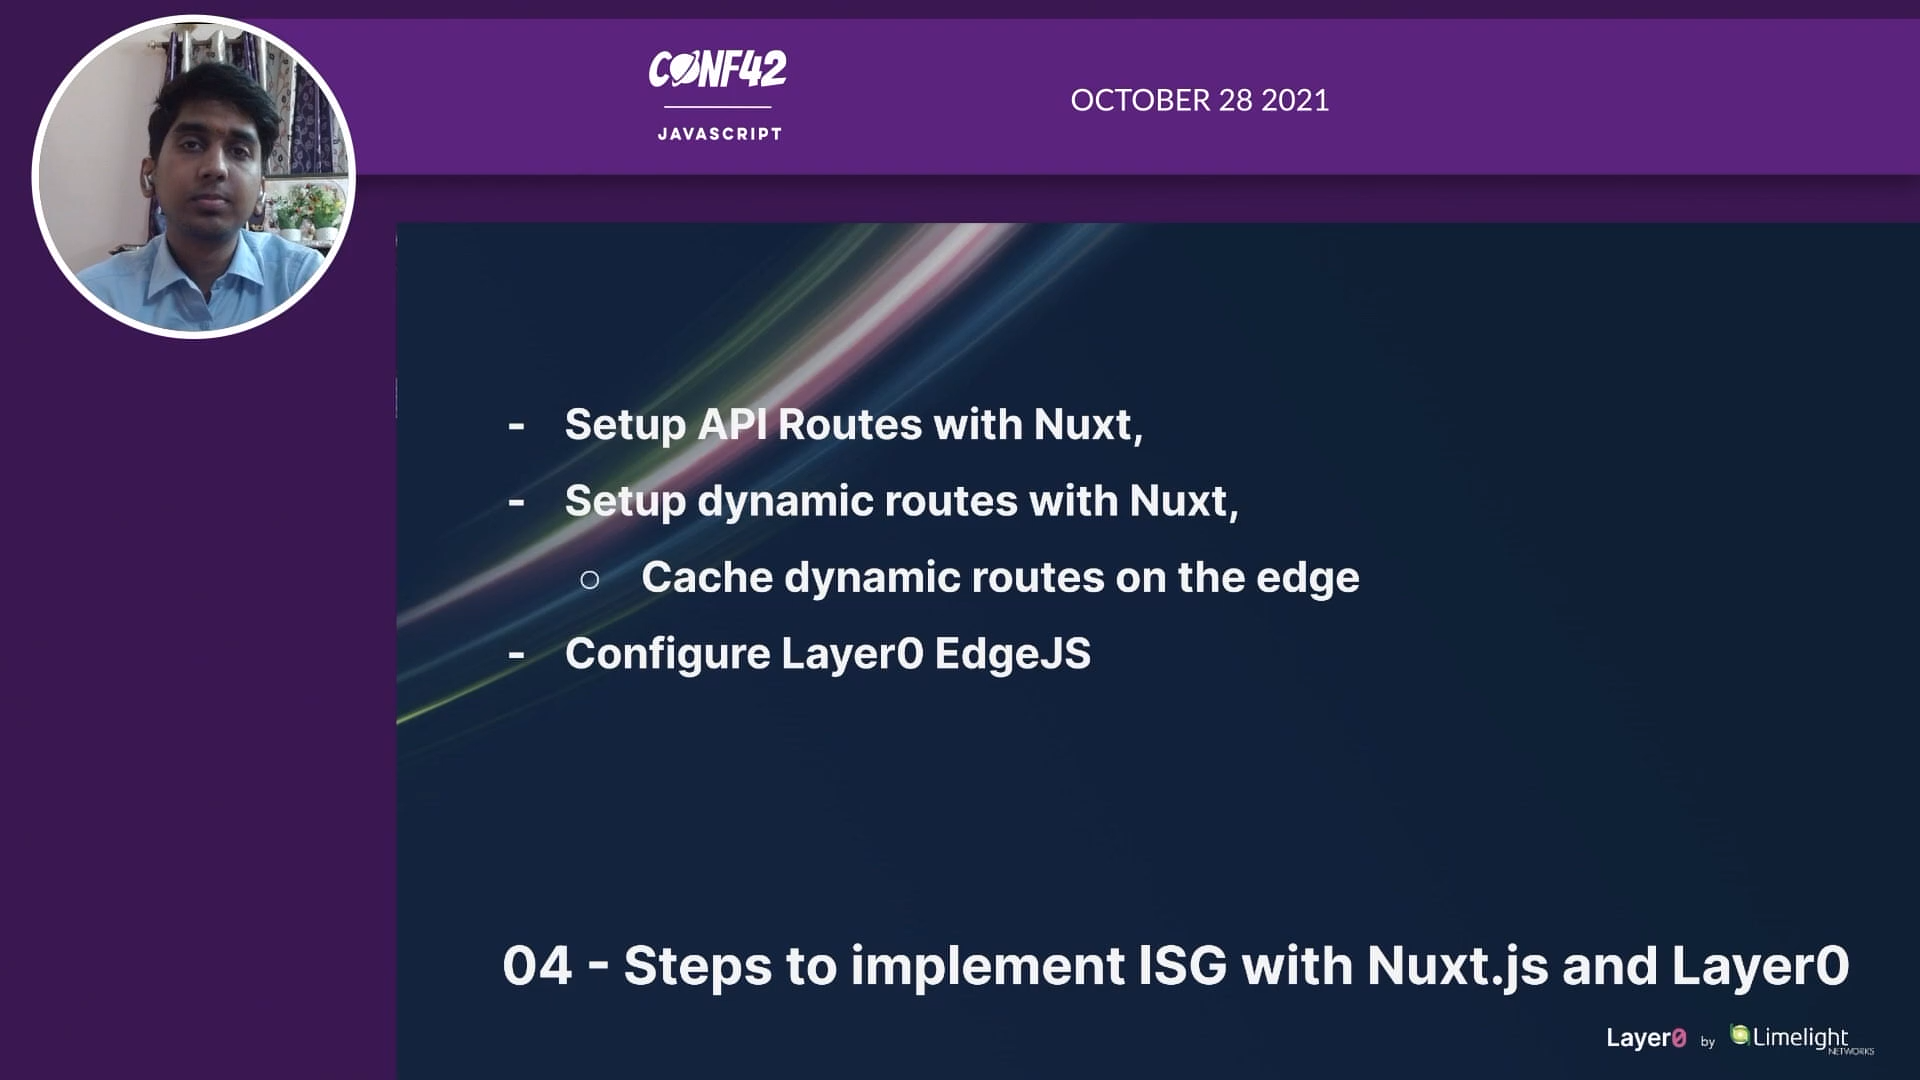 CONF42
JAVASCRIPT
OCTOBER 28 2021
- Setup API Routes with Nuxt,
- Setup dynamic routes with Nuxt,
○ Cache dynamic routes on the edge
- Configure Layer0 EdgeJS
04 - Steps to implement ISG with Nuxt.js and Layer0
Layer0 by Limelight
NETWORKS